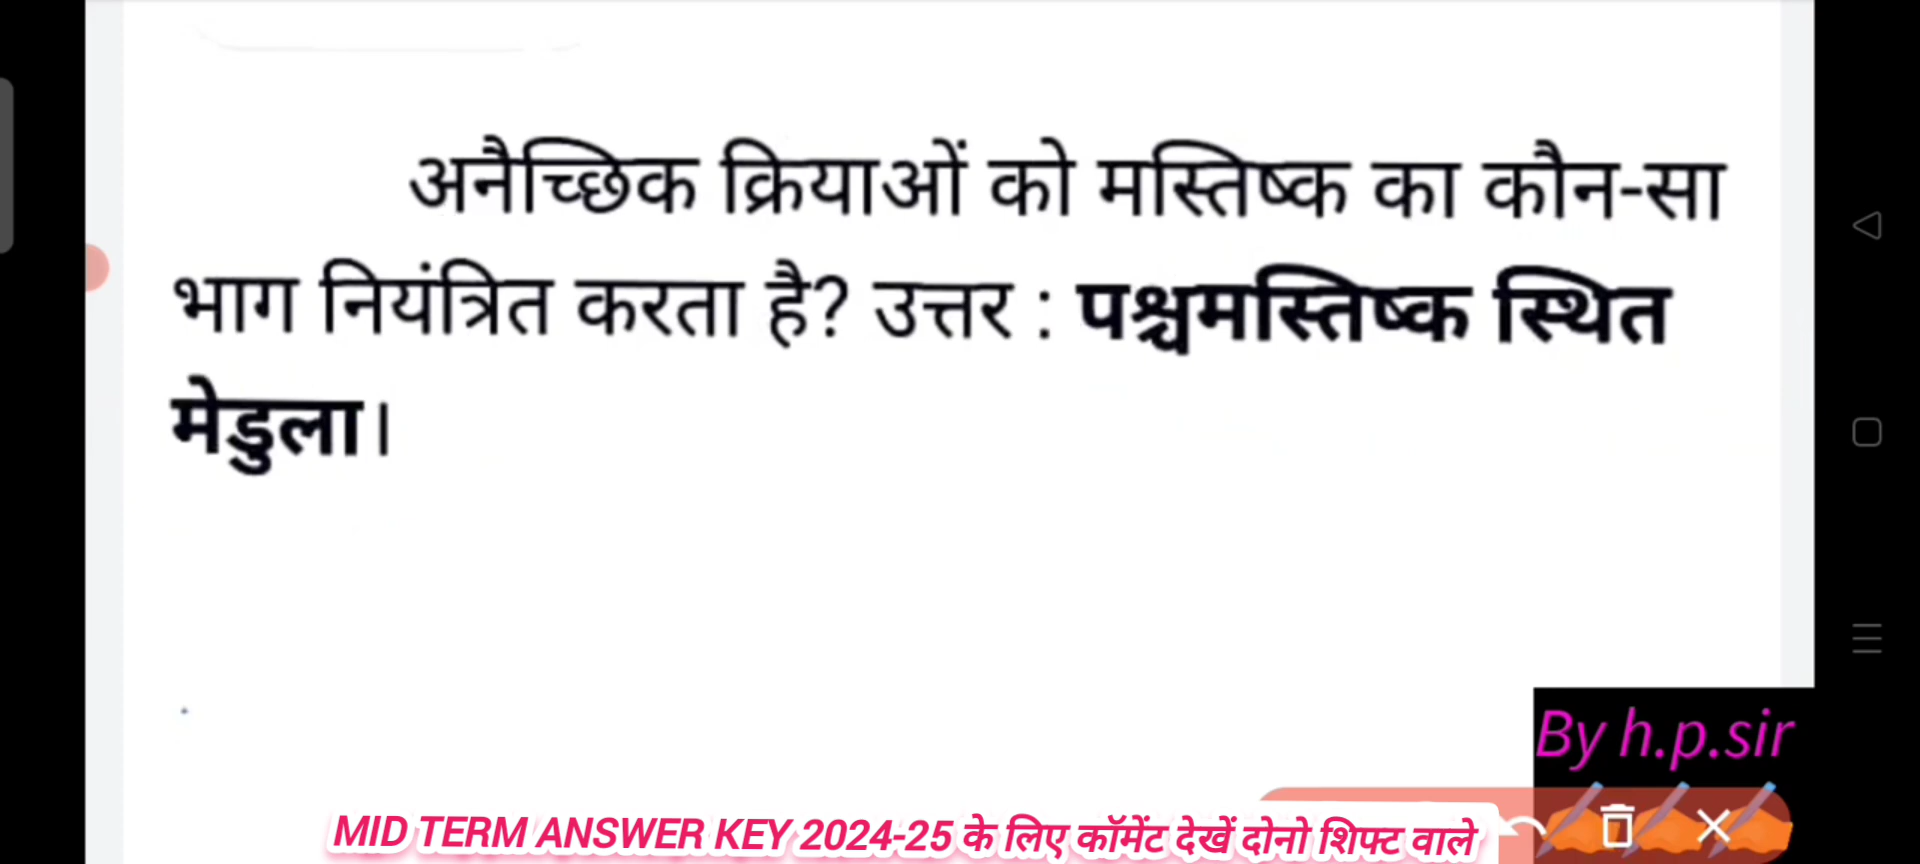 अनैच्छिक क्रियाओं को मस्तिष्क का कौन-सा
भाग नियंत्रित करता है? उत्तर : पश्चमस्तिष्क स्थित
मेडुला।
By h.p.sir
MID TERM ANSWER KEY 2024-25 के लिए कॉमेंट देखें दोनो शिफ्ट वाले